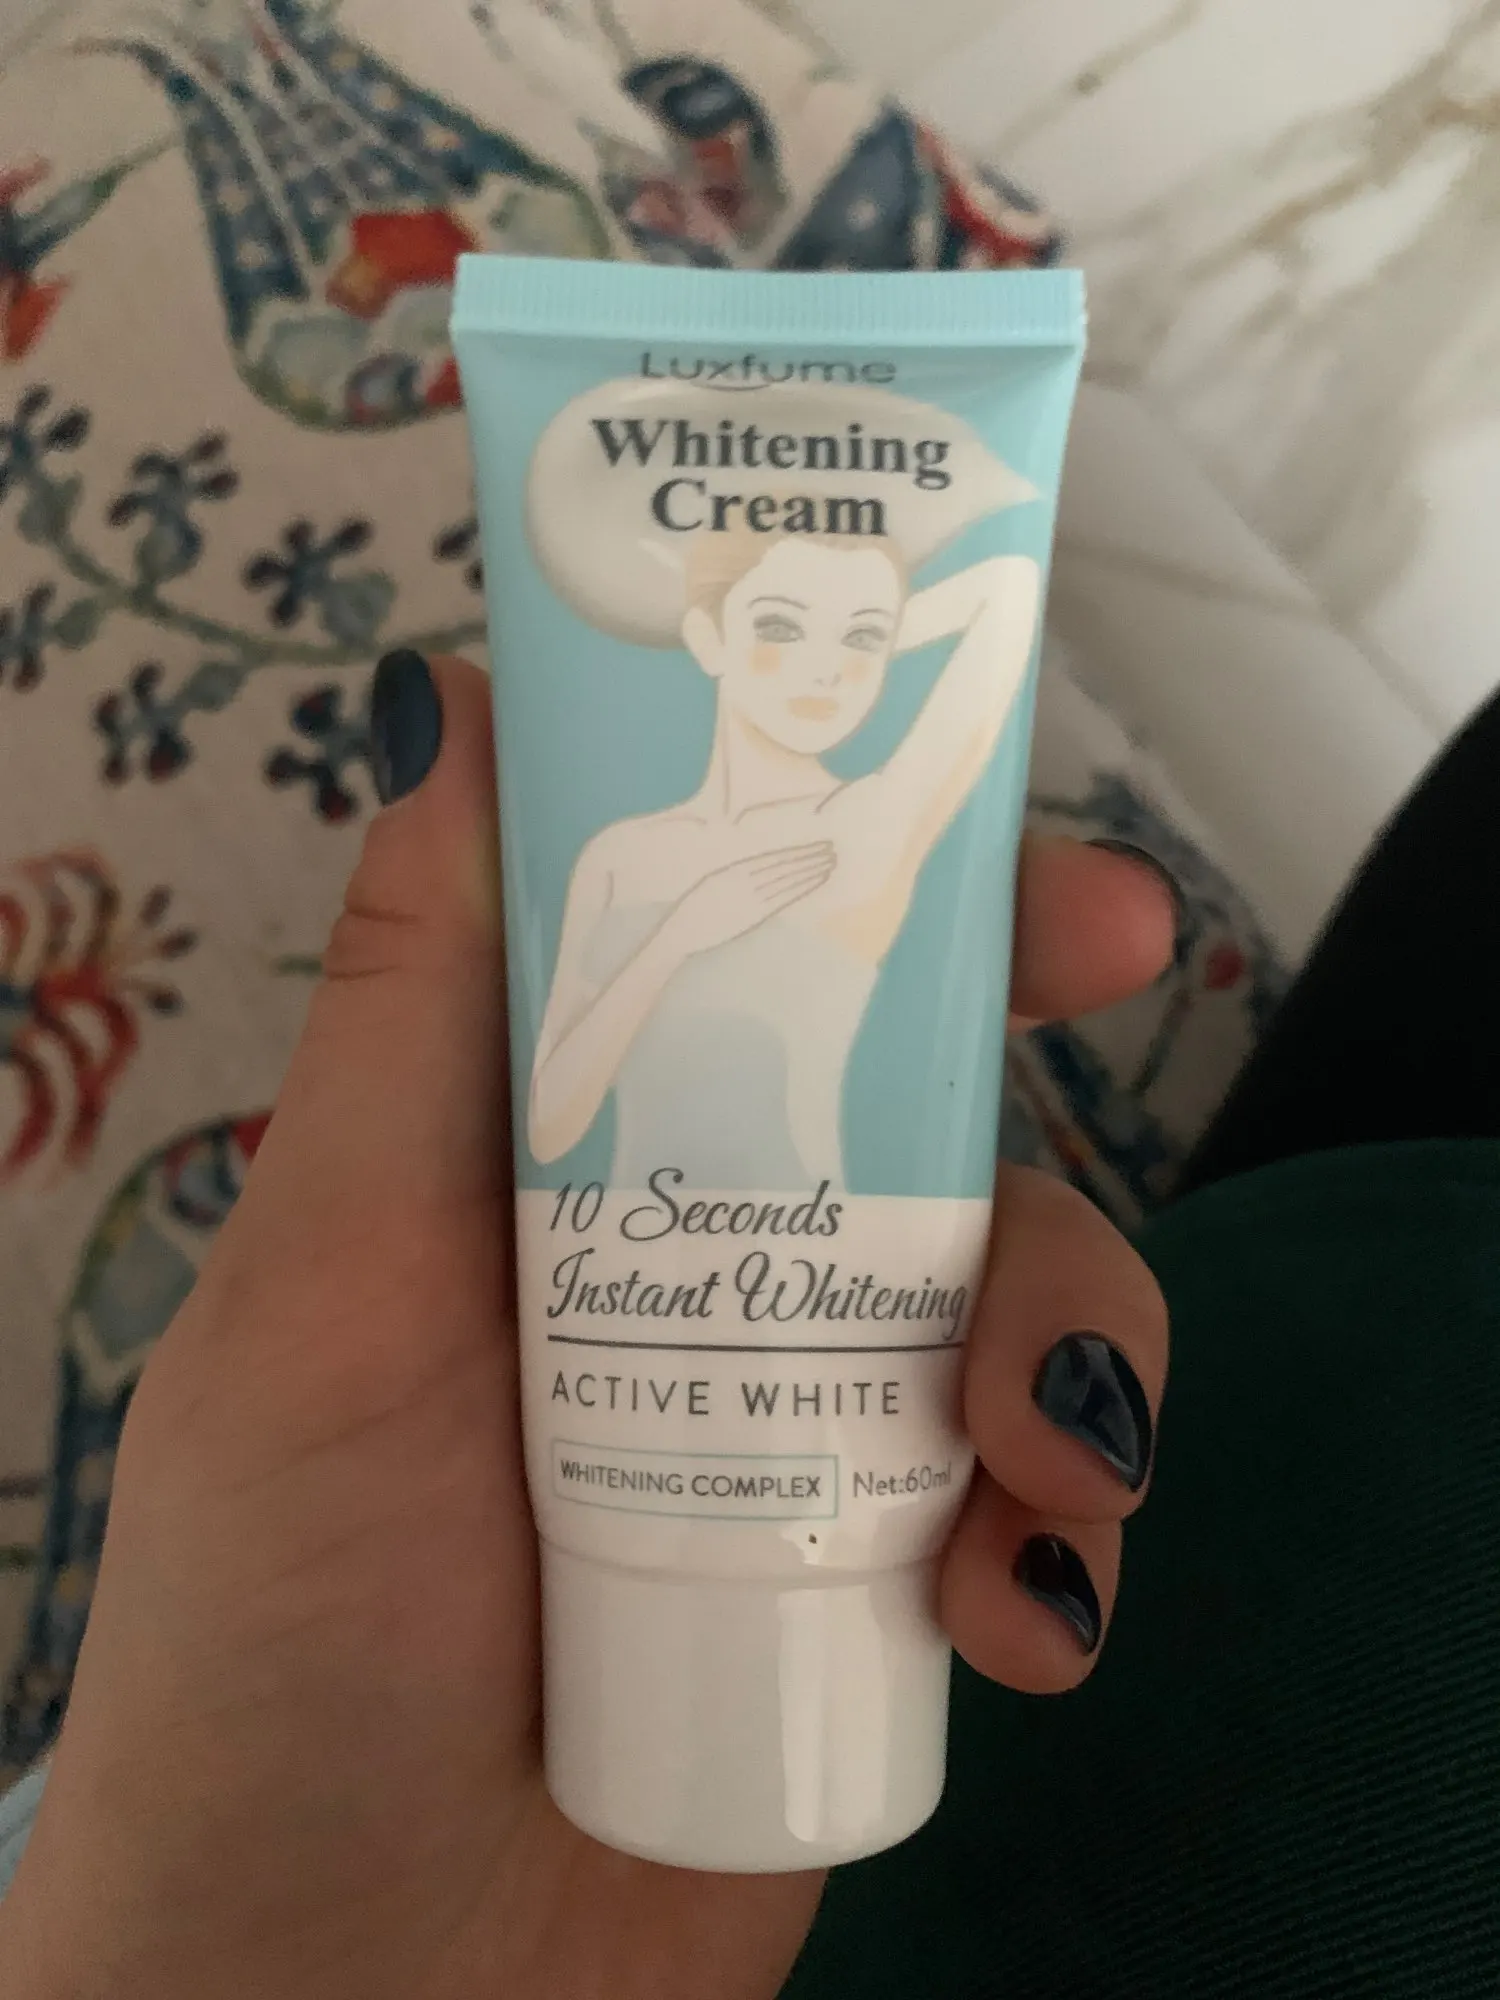 Luxfume
Whitening
Cream
10 Seconds
Instant Whitening
ACTIVE WHITE
WHITENING COMPLEX Net:60ml